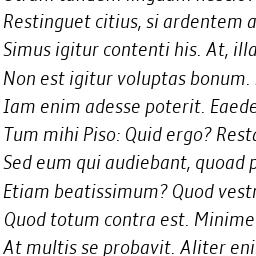 Restinguet citius, si ardentem a
Simus igitur contenti his. At, illa
Non est igitur voluptas bonum.
Iam enim adesse poterit. Eaede
Tum mihi Piso: Quid ergo? Resta
Sed eum qui audiebant, quoad p
Etiam beatissimum? Quod vestr
Quod totum contra est. Minime
At multis se probavit. Aliter eni